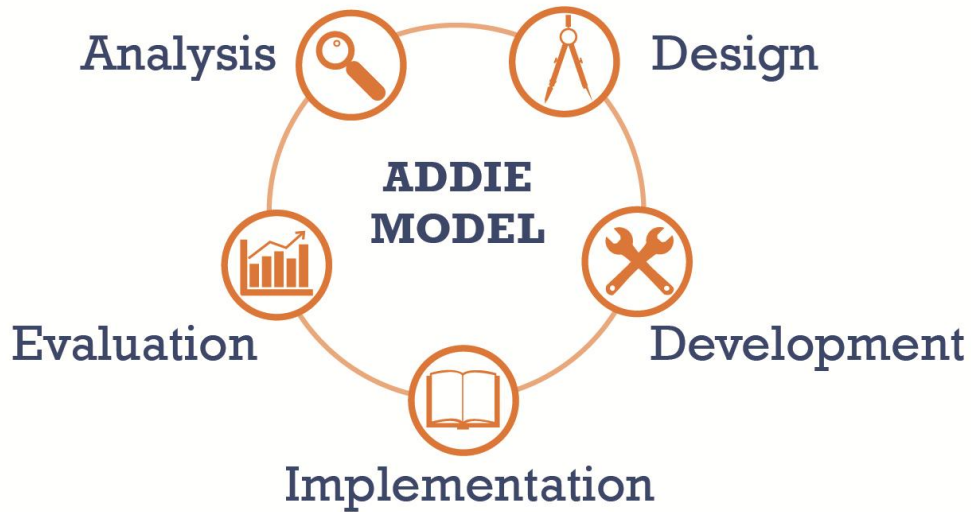 Analysis
Design
ADDIE
MODEL
Evaluation
Development
Implementation